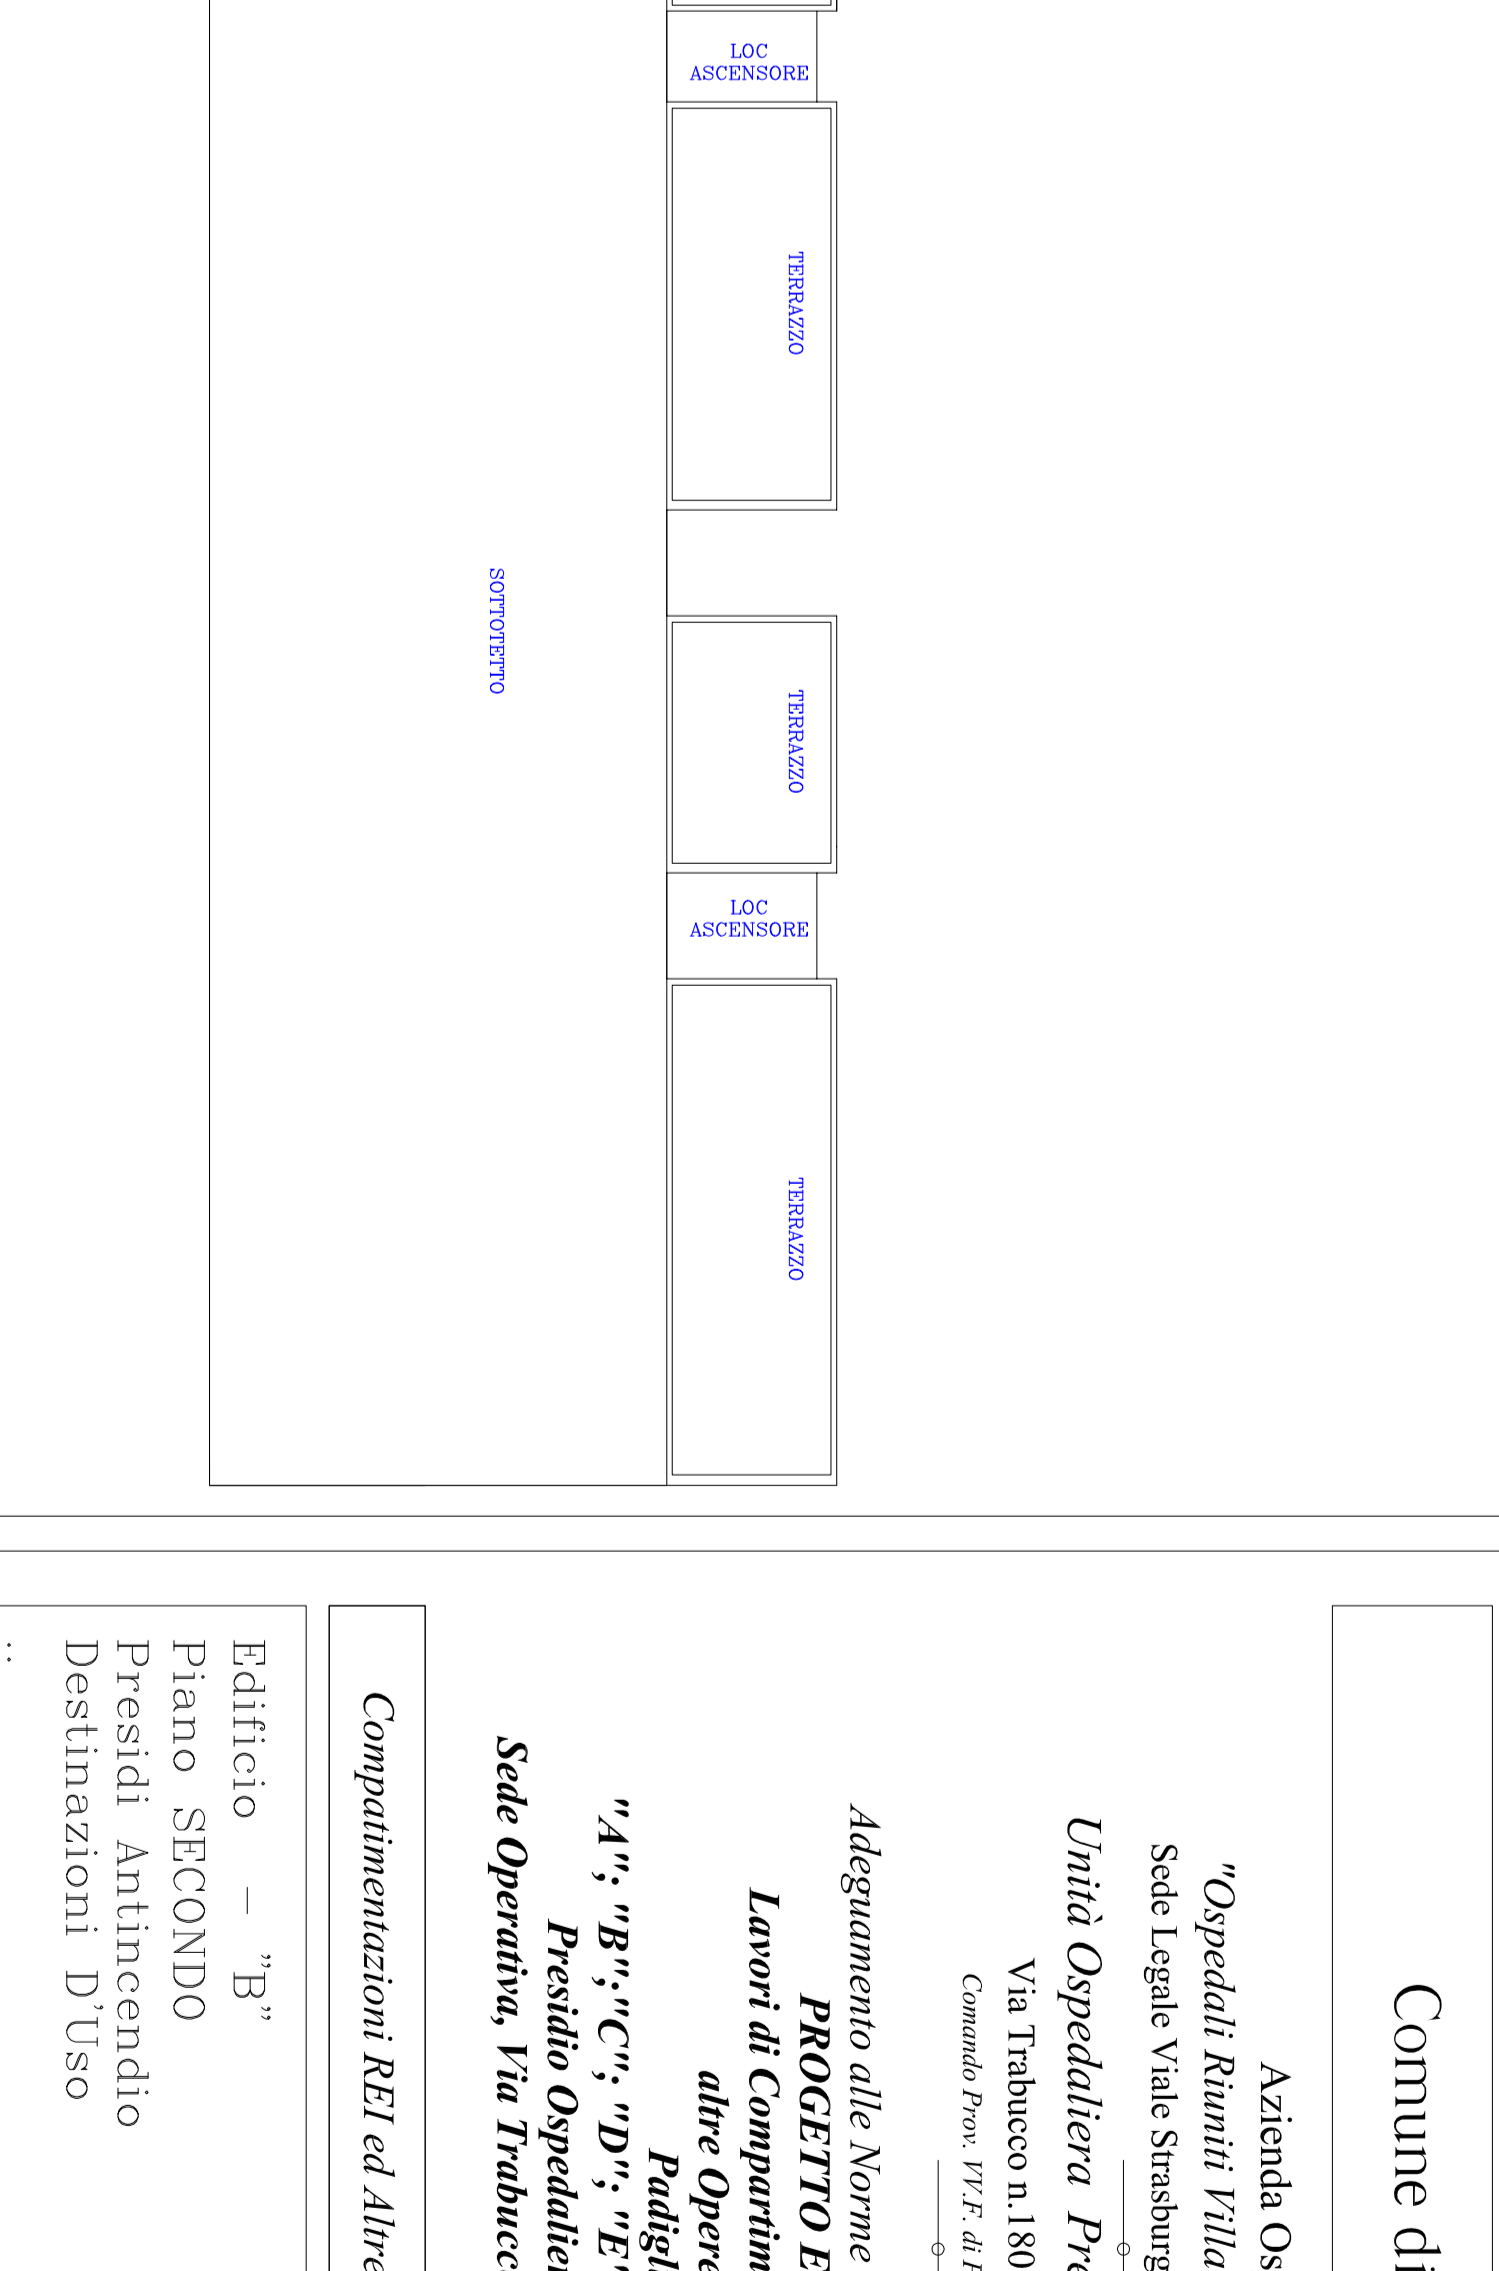 LOC
ASCENSORE
TERRAZZO
SOTTOTETTO
TERRAZZO
LOC
ASCENSORE
TERRAZZO
Comune di
Azienda Os
"Ospedali Riuniti Villa
Sede Legale Viale Strasburg
Unità Ospedaliera Pre
Via Trabucco n.180
Comando Prov. VV.F. di P
Adeguamento alle Norme
PROGETTO E
Lavori di Compartim
altre Opere
Padigl
"A"; "B";"C"; "D"; "E"
Presidio Ospedalier
Sede Operativa, Via Trabucc
Compatimentazioni REI ed Altre
Edificio – "B"
Piano SECONDO
Presidi Antincendio
Destinazioni D'Uso